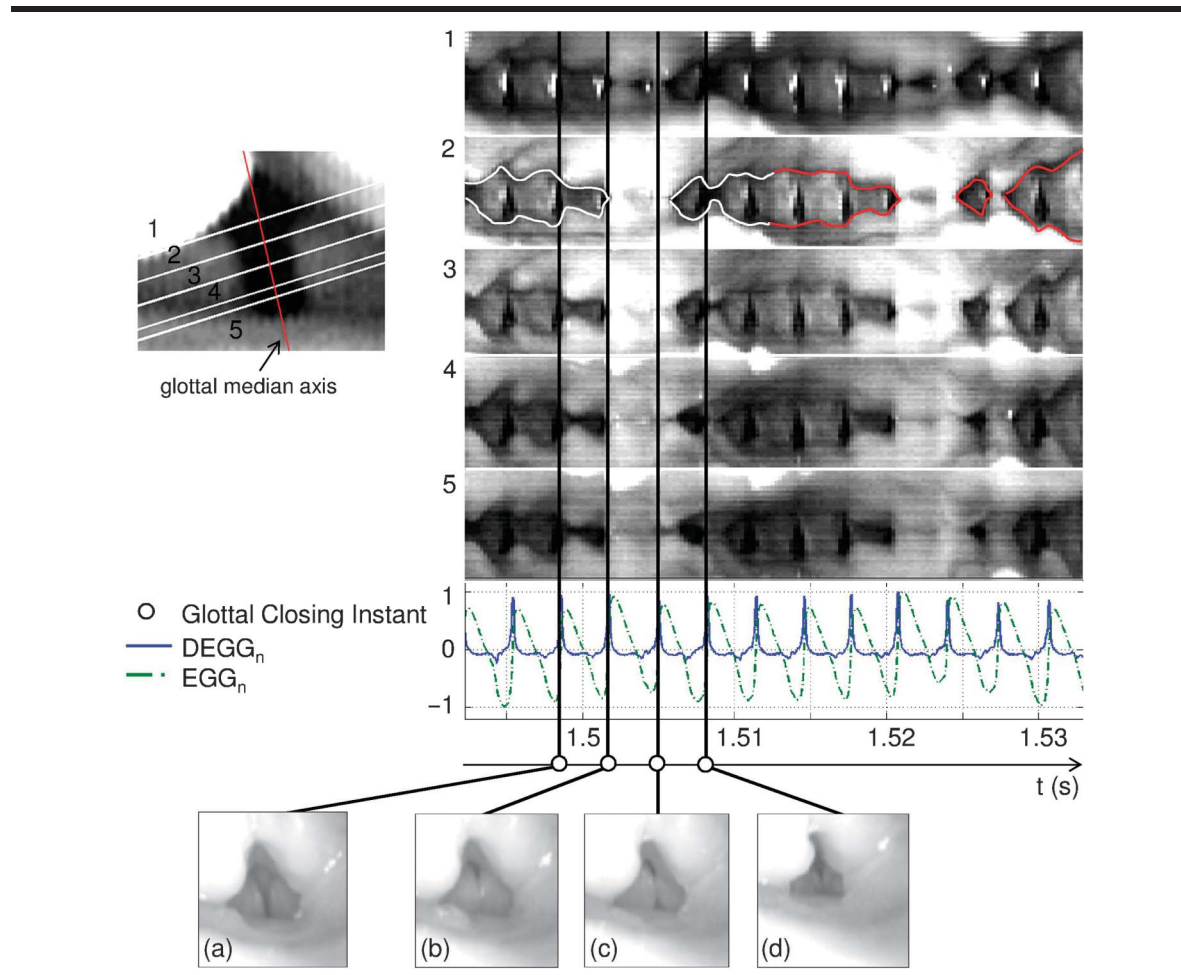 1
2
3
4
5
1
2
3
4
5
glottal median axis
Glottal Closing Instant
DEGGn
EGGn
1
0
−1
1.5
1.51
1.52
1.53
t (s)
(a)
(b)
(c)
(d)